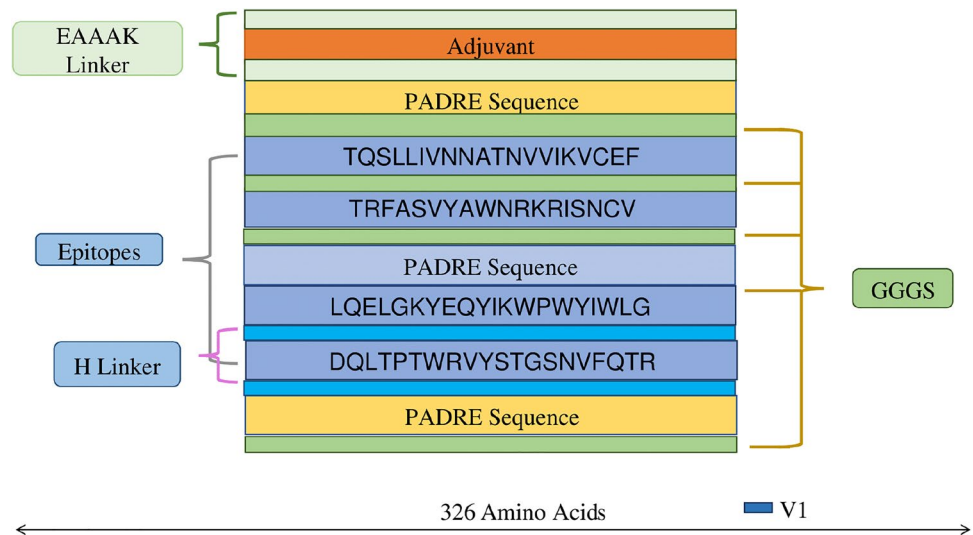 EAAAK
Linker
Adjuvant
PADRE Sequence
TQSLLIVNNATNVVIKVCEF
TRFASVYAWNRKRISNCV
Epitopes
PADRE Sequence
GGGS
LQELGKYEQYIKWPWYIWLG
H Linker
DQLTPTWRVYSTGSNVFQTR
PADRE Sequence
326 Amino Acids
V1